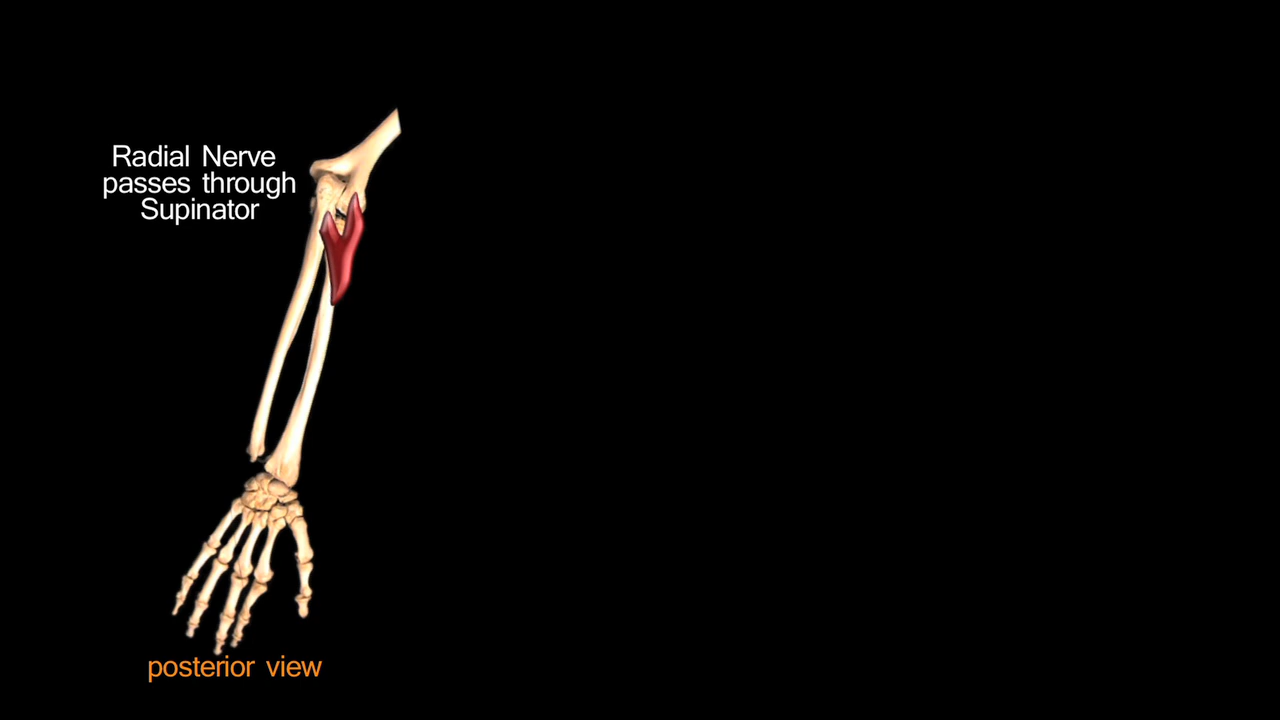 Radial Nerve
passes through
Supinator
posterior view